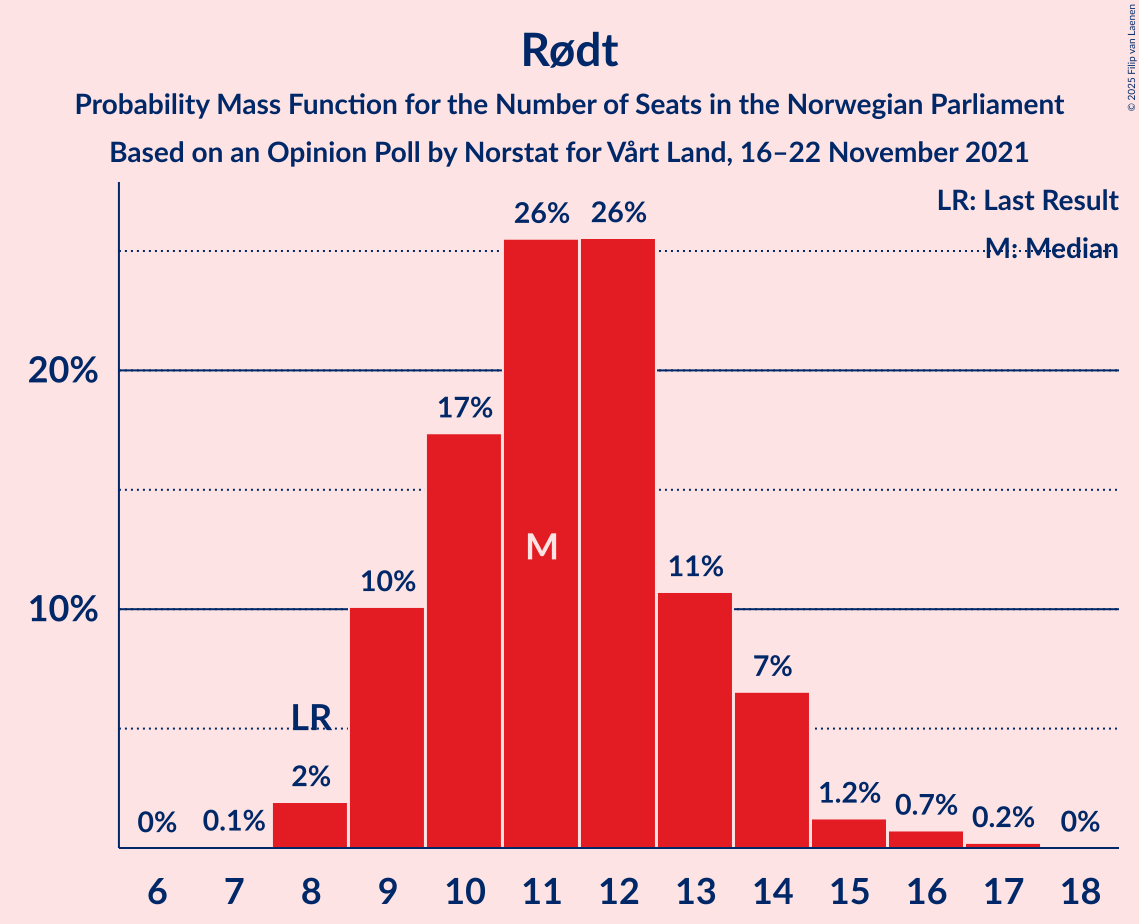 Rødt
Probability Mass Function for the Number of Seats in the Norwegian Parliament
Based on an Opinion Poll by Norstat for Vårt Land, 16–22 November 2021
© 2025 Filip van Laenen
LR: Last Result
M: Median
26% 26%
20%
17%
M
11%
10%
10%
7%
LR
2%
1.2%
0.7%
0.2%
0% 0.1% 0%
6 7 8 9 10 11 12 13 14 15 16 17 18